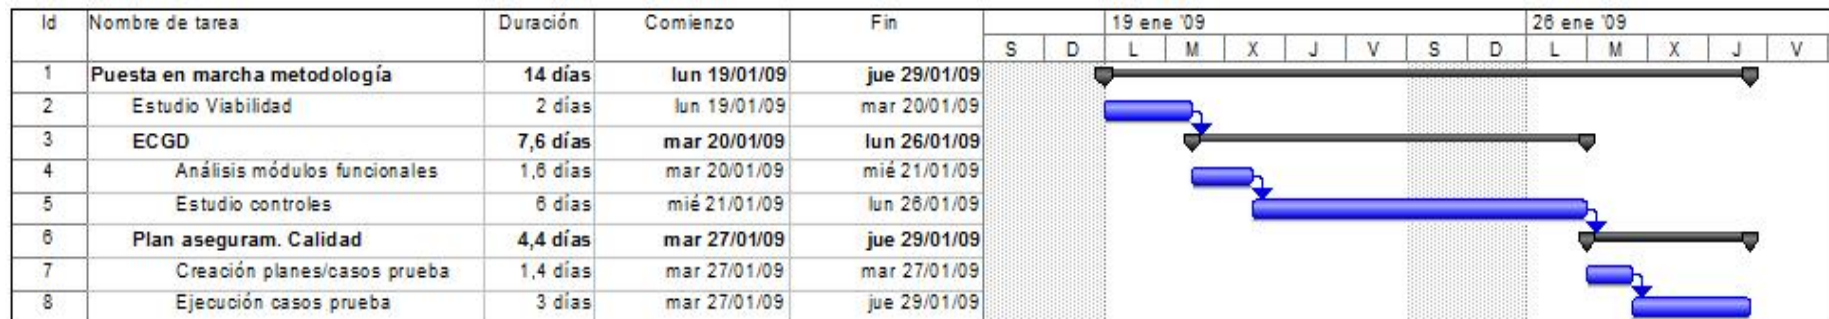 Id Nombre de tarea Duración Comienzo Fin 19 ene '09 26 ene '09
S D L M X J V S D L M X J V
1 Puesta en marcha metodología 14 días lun 19/01/09 jue 29/01/09
2 Estudio Viabilidad 2 días lun 19/01/09 mar 20/01/09
3 ECGD 7,6 días mar 20/01/09 lun 26/01/09
4 Análisis módulos funcionales 1,6 días mar 20/01/09 mié 21/01/09
5 Estudio controles 6 días mié 21/01/09 lun 26/01/09
6 Plan aseguram. Calidad 4,4 días mar 27/01/09 jue 29/01/09
7 Creación planes/casos prueba 1,4 días mar 27/01/09 mar 27/01/09
8 Ejecución casos prueba 3 días mar 27/01/09 jue 29/01/09